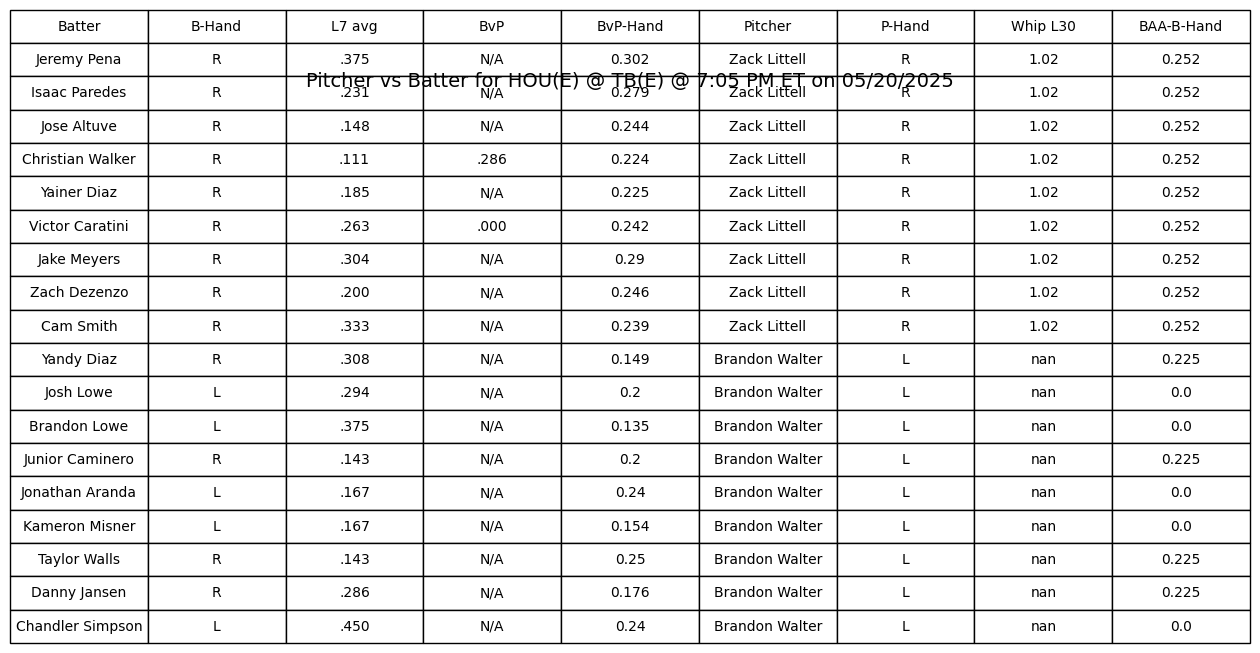 Batter B-Hand L7 avg BvP BvP-Hand Pitcher P-Hand Whip L30 BAA-B-Hand
Jeremy Pena R .375 N/A 0.302 Zack Littell R 1.02 0.252
Pitcher vs Batter for HOU(E) @ TB(E) @ 7:05 PM ET on 05/20/2025
Isaac Paredes R .231 N/A 0.279 Zack Littell R 1.02 0.252
Jose Altuve R .148 N/A 0.244 Zack Littell R 1.02 0.252
Christian Walker R .111 .286 0.224 Zack Littell R 1.02 0.252
Yainer Diaz R .185 N/A 0.225 Zack Littell R 1.02 0.252
Victor Caratini R .263 .000 0.242 Zack Littell R 1.02 0.252
Jake Meyers R .304 N/A 0.29 Zack Littell R 1.02 0.252
Zach Dezenzo R .200 N/A 0.246 Zack Littell R 1.02 0.252
Cam Smith R .333 N/A 0.239 Zack Littell R 1.02 0.252
Yandy Diaz R .308 N/A 0.149 Brandon Walter L nan 0.225
Josh Lowe L .294 N/A 0.2 Brandon Walter L nan 0.0
Brandon Lowe L .375 N/A 0.135 Brandon Walter L nan 0.0
Junior Caminero R .143 N/A 0.2 Brandon Walter L nan 0.225
Jonathan Aranda L .167 N/A 0.24 Brandon Walter L nan 0.0
Kameron Misner L .167 N/A 0.154 Brandon Walter L nan 0.0
Taylor Walls R .143 N/A 0.25 Brandon Walter L nan 0.225
Danny Jansen R .286 N/A 0.176 Brandon Walter L nan 0.225
Chandler Simpson L .450 N/A 0.24 Brandon Walter L nan 0.0